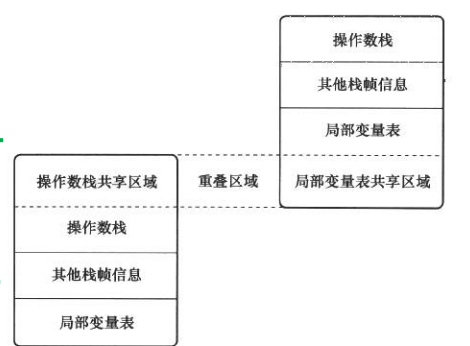 操作数栈
其他栈帧信息
局部变量表
操作数栈共享区域
重叠区域
局部变量表共享区域
操作数栈
其他栈帧信息
局部变量表